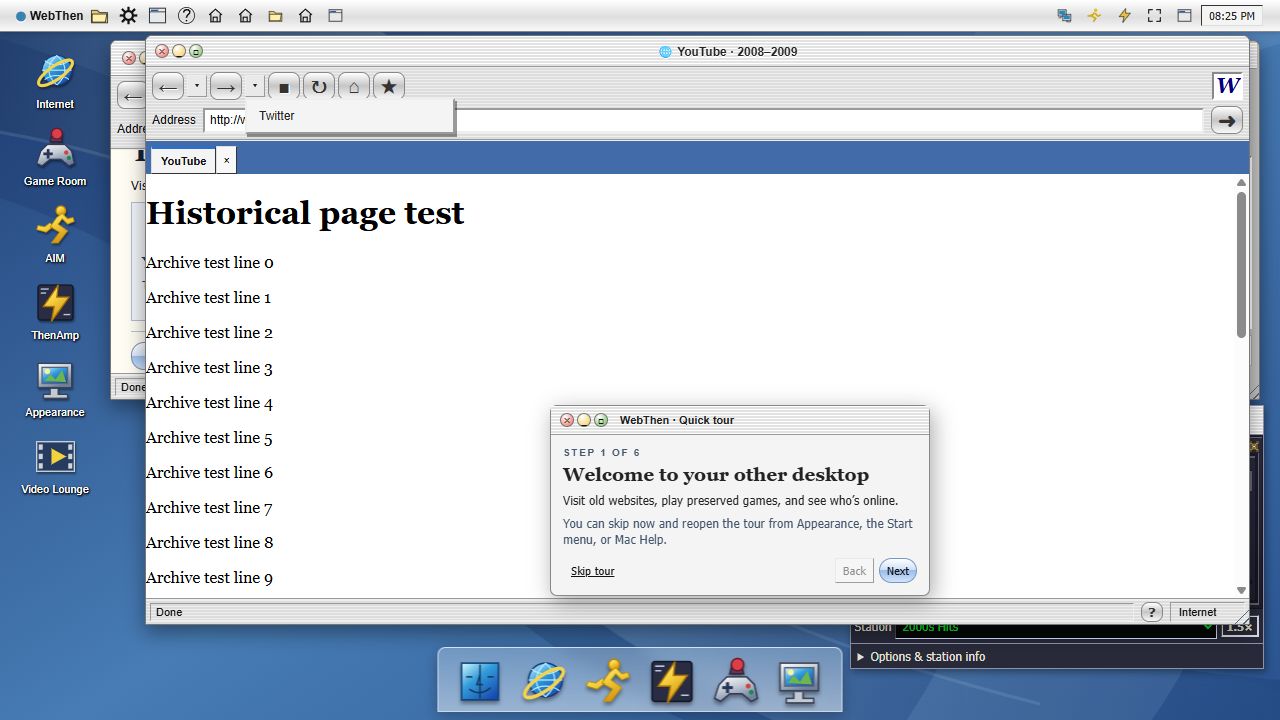 WebThen
08:25 PM
Internet
Game Room
AIM
ThenAmp
Appearance
Video Lounge
YouTube · 2008–2009
W
Address
http://w
Twitter
YouTube
×
Historical page test
Archive test line 0
Archive test line 1
Archive test line 2
Archive test line 3
Archive test line 4
Archive test line 5
Archive test line 6
Archive test line 7
Archive test line 8
Archive test line 9
WebThen · Quick tour
STEP 1 OF 6
Welcome to your other desktop
Visit old websites, play preserved games, and see who’s online.
You can skip now and reopen the tour from Appearance, the Start
menu, or Mac Help.
Skip tour
Back
Next
Done
?
Internet
Addre
Vis
Done
Station
2000s Hits
1.5×
Options & station info